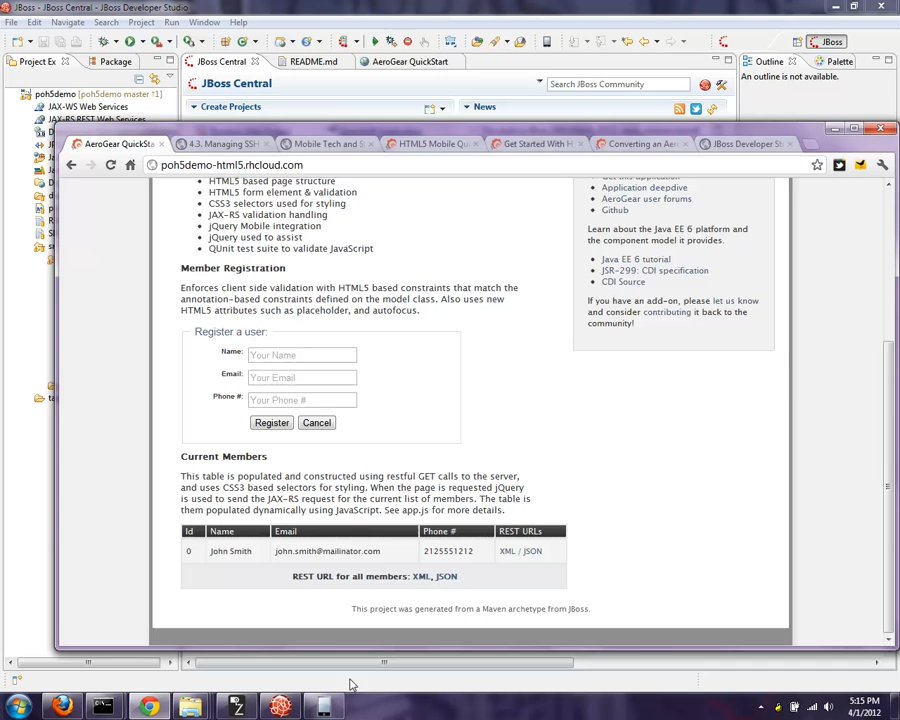 JBoss - JBoss Central - JBoss Developer Studio
File Edit Navigate Search Project Run Window Help
JBoss
Project Ex Package JBoss Central README.md AeroGear QuickStart Outline Palette
JBoss Central Search JBoss Community An outline is not available.
poh5demo (poh5demo master ↑1)
JAX-WS Web Services Create Projects News
JAX-RS REST Web Services
AeroGear QuickSta 4.3. Managing SSH Mobile Tech and S HTML5 Mobile Qui Get Started With H Converting an Aero JBoss Developer St
poh5demo-html5.rhcloud.com
HTML5 based page structure
HTML5 form element & validation
CSS3 selectors used for styling
JAX-RS validation handling
jQuery Mobile integration
jQuery used to assist
QUnit test suite to validate JavaScript
Member Registration
Enforces client side validation with HTML5 based constraints that match the
annotation-based constraints defined on the model class. Also uses new
HTML5 attributes such as placeholder, and autofocus.
Register a user:
Name: Your Name
Email: Your Email
Phone #: Your Phone #
Register Cancel
Current Members
This table is populated and constructed using restful GET calls to the server,
and uses CSS3 based selectors for styling. When the page is requested jQuery
is used to send the JAX-RS request for the current list of members. The table is
them populated dynamically using JavaScript. See app.js for more details.
Id Name Email Phone # REST URLs
0 John Smith john.smith@mailinator.com 2125551212 XML / JSON
REST URL for all members: XML, JSON
This project was generated from a Maven archetype from JBoss.
Get this application
Application deepdive
AeroGear user forums
Github
Learn about the Java EE 6 platform and
the component model it provides.
Java EE 6 tutorial
JSR-299: CDI specification
CDI Source
If you have an add-on, please let us know
and consider contributing it back to the
community!
5:15 PM
4/1/2012